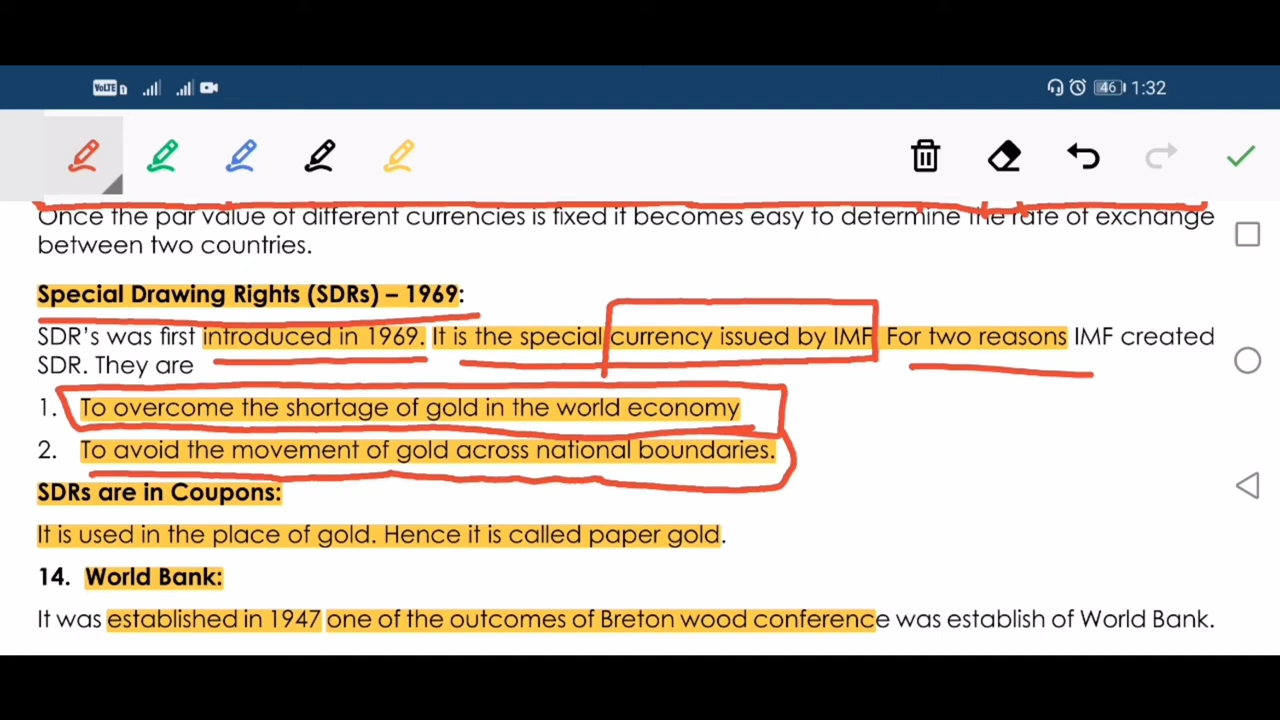 VoLTE 46 1:32
Once the par value of different currencies is fixed it becomes easy to determine the rate of exchange
between two countries.
Special Drawing Rights (SDRs) – 1969:
SDR's was first introduced in 1969. It is the special currency issued by IMF. For two reasons IMF created
SDR. They are
1. To overcome the shortage of gold in the world economy
2. To avoid the movement of gold across national boundaries.
SDRs are in Coupons:
It is used in the place of gold. Hence it is called paper gold.
14. World Bank:
It was established in 1947 one of the outcomes of Breton wood conference was establish of World Bank.